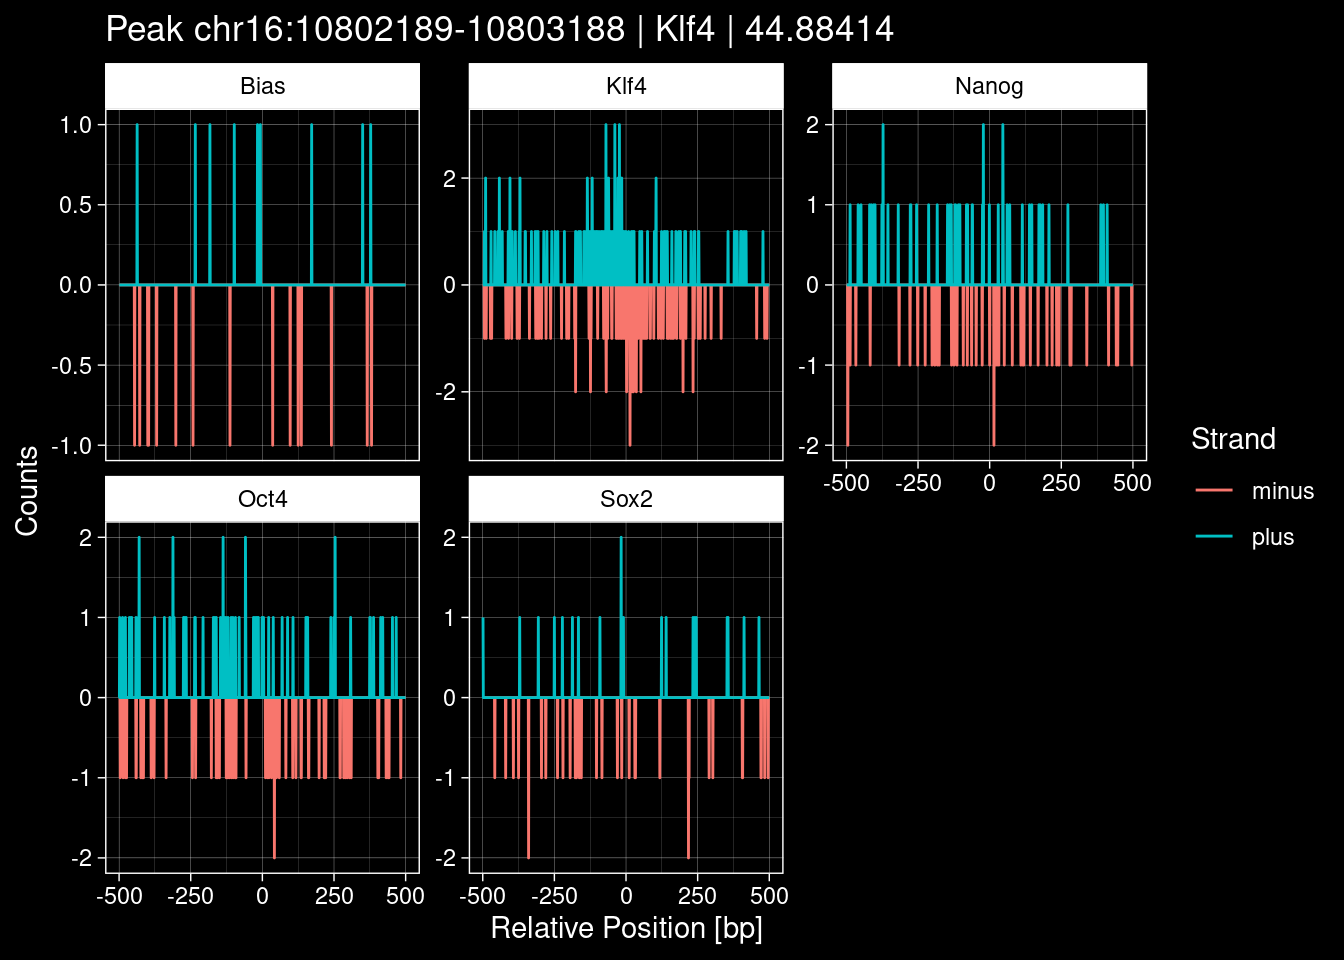 Peak chr16:10802189-10803188 | Klf4 | 44.88414
Bias
Klf4
Nanog
1.0
0.5
0.0
-0.5
-1.0
2
0
-2
2
1
0
-1
-2
-500 -250 0 250 500
Counts
Oct4
Sox2
2
1
0
-1
-2
2
1
0
-1
-2
-500 -250 0 250 500
-500 -250 0 250 500
Relative Position [bp]
Strand
minus
plus